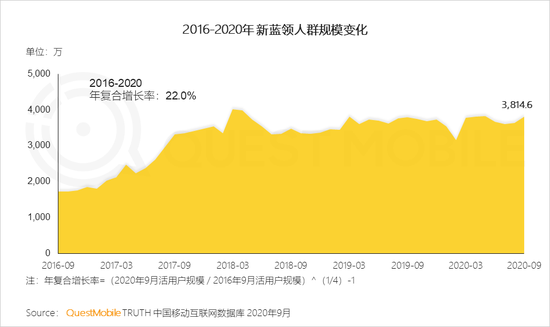 2016-2020年新蓝领人群规模变化
单位：万
5,000
2016-2020
年复合增长率：22.0%
4,000
3,814.6
3,000
QUEST MOBILE
2,000
1,000
0
2016-09 2017-03 2017-09 2018-03 2018-09 2019-03 2019-09 2020-03 2020-09
注：年复合增长率=（2020年9月活用户规模 / 2016年9月活用户规模）^（1/4）-1
Source： QuestMobile TRUTH 中国移动互联网数据库 2020年9月